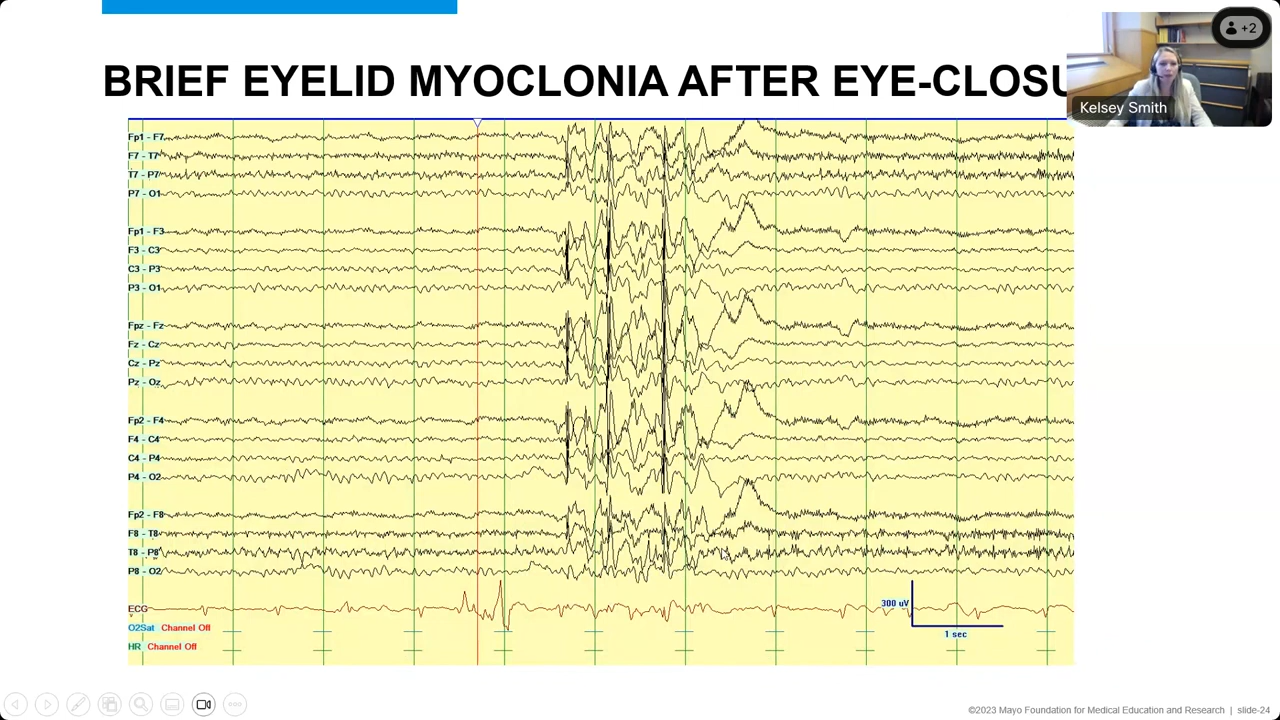 +2
BRIEF EYELID MYOCLONIA AFTER EYE-CLOSU
Kelsey Smith
Fp1 - F7
F7 - T7
T7 - P7
P7 - O1
Fp1 - F3
F3 - C3
C3 - P3
P3 - O1
Fpz - Fz
Fz - Cz
Cz - Pz
Pz - Oz
Fp2 - F4
F4 - C4
C4 - P4
P4 - O2
Fp2 - F8
F8 - T8
T8 - P8
P8 - O2
ECG
300 uV
O2Sat Channel Off
1 sec
HR Channel Off
©2023 Mayo Foundation for Medical Education and Research | slide-24